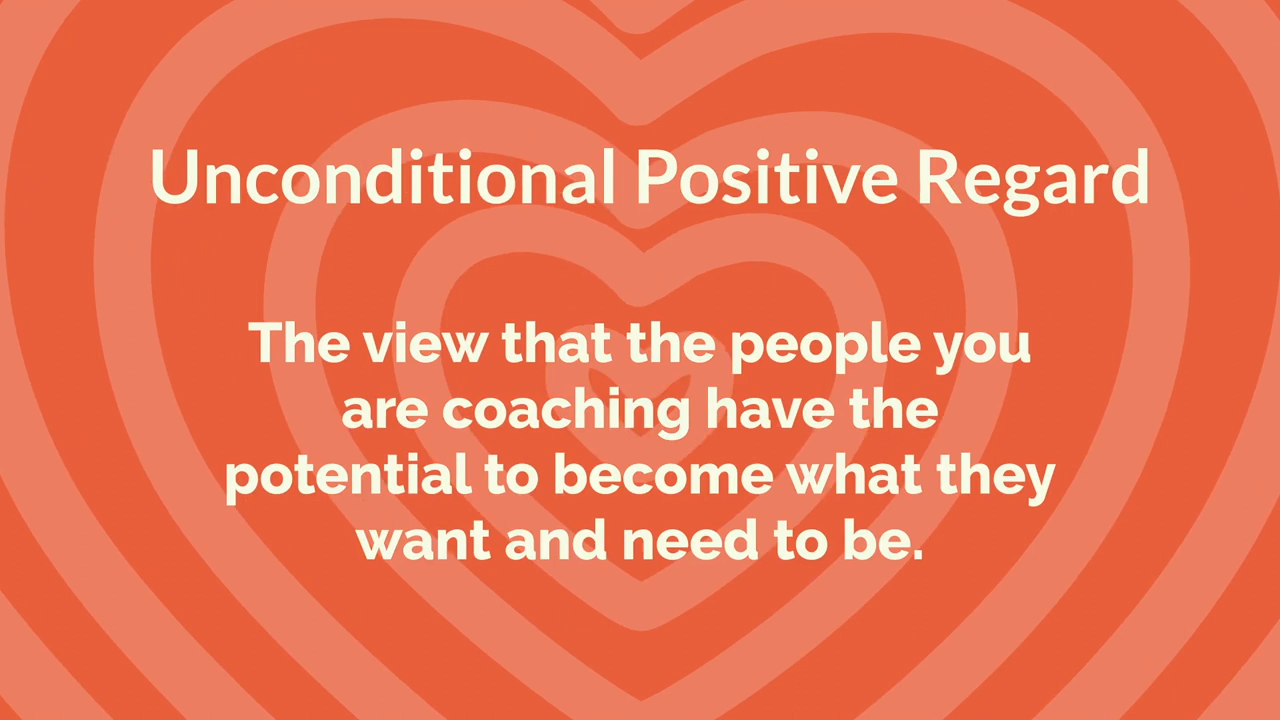 Unconditional Positive Regard
The view that the people you
are coaching have the
potential to become what they
want and need to be.